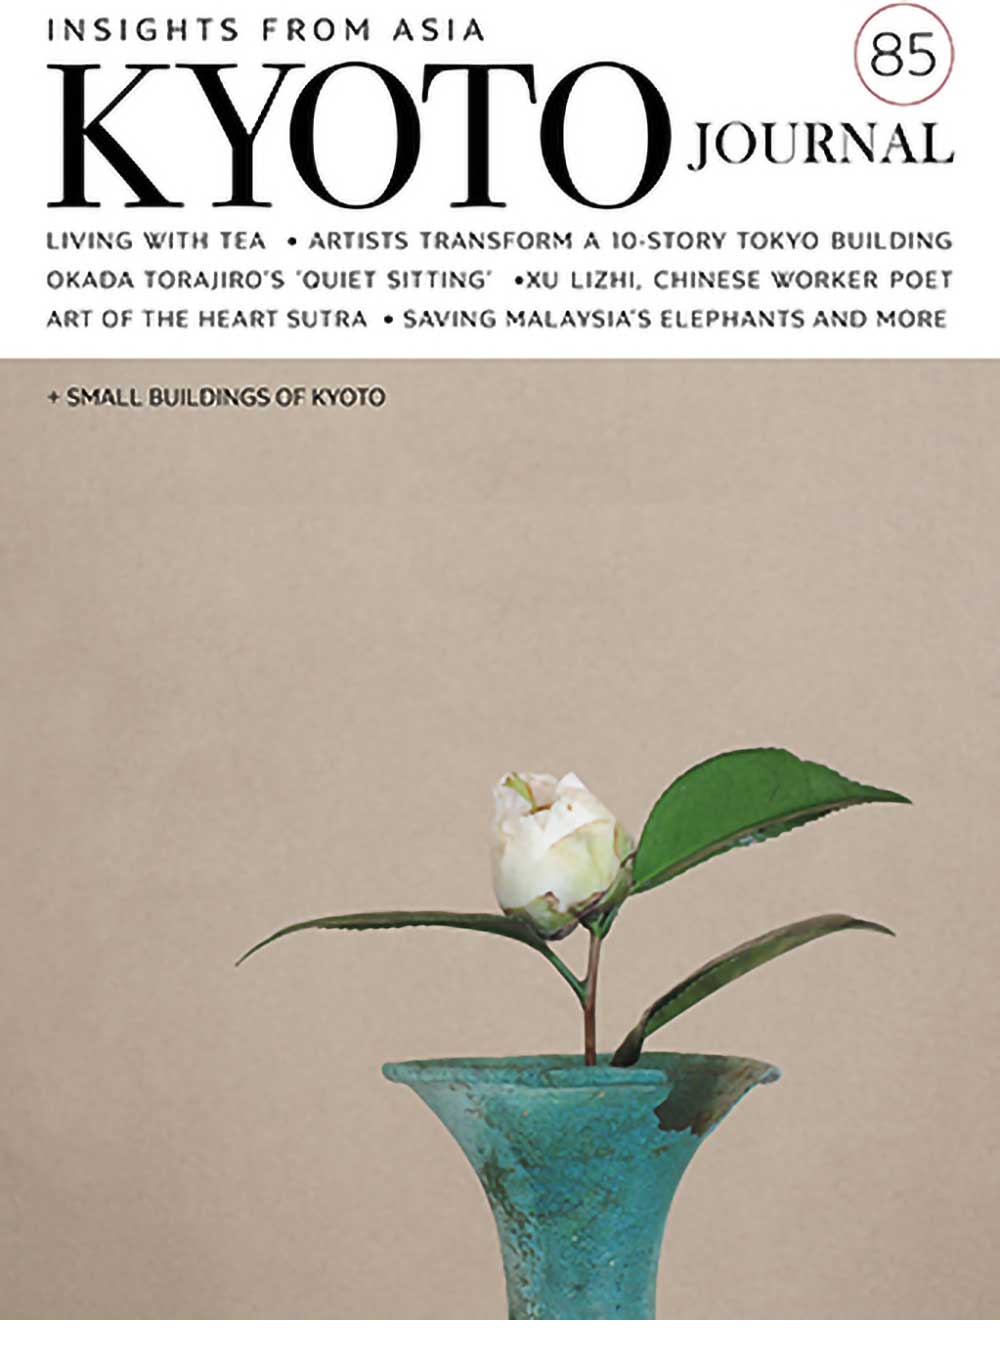 INSIGHTS FROM ASIA
85
KYOTO JOURNAL
LIVING WITH TEA • ARTISTS TRANSFORM A 10-STORY TOKYO BUILDING
OKADA TORAJIRO'S 'QUIET SITTING' •XU LIZHI, CHINESE WORKER POET
ART OF THE HEART SUTRA • SAVING MALAYSIA'S ELEPHANTS AND MORE
+ SMALL BUILDINGS OF KYOTO